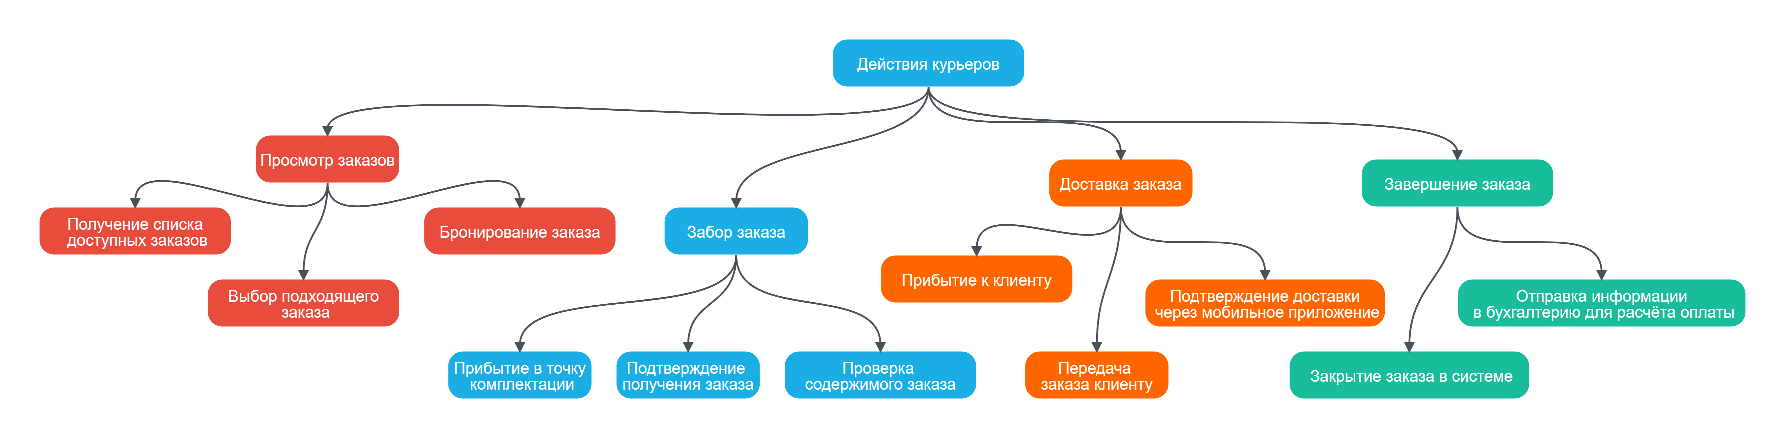 Действия курьеров
Просмотр заказов
Получение списка
доступных заказов
Выбор подходящего
заказа
Бронирование заказа
Забор заказа
Прибытие в точку
комплектации
Подтверждение
получения заказа
Проверка
содержимого заказа
Доставка заказа
Прибытие к клиенту
Передача
заказа клиенту
Подтверждение доставки
через мобильное приложение
Завершение заказа
Закрытие заказа в системе
Отправка информации
в бухгалтерию для расчёта оплаты